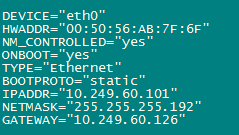 DEVICE="eth0"
HWADDR="00:50:56:AB:7F:6F"
NM_CONTROLLED="yes"
ONBOOT="yes"
TYPE="Ethernet"
BOOTPROTO="static"
IPADDR="10.249.60.101"
NETMASK="255.255.255.192"
GATEWAY="10.249.60.126"